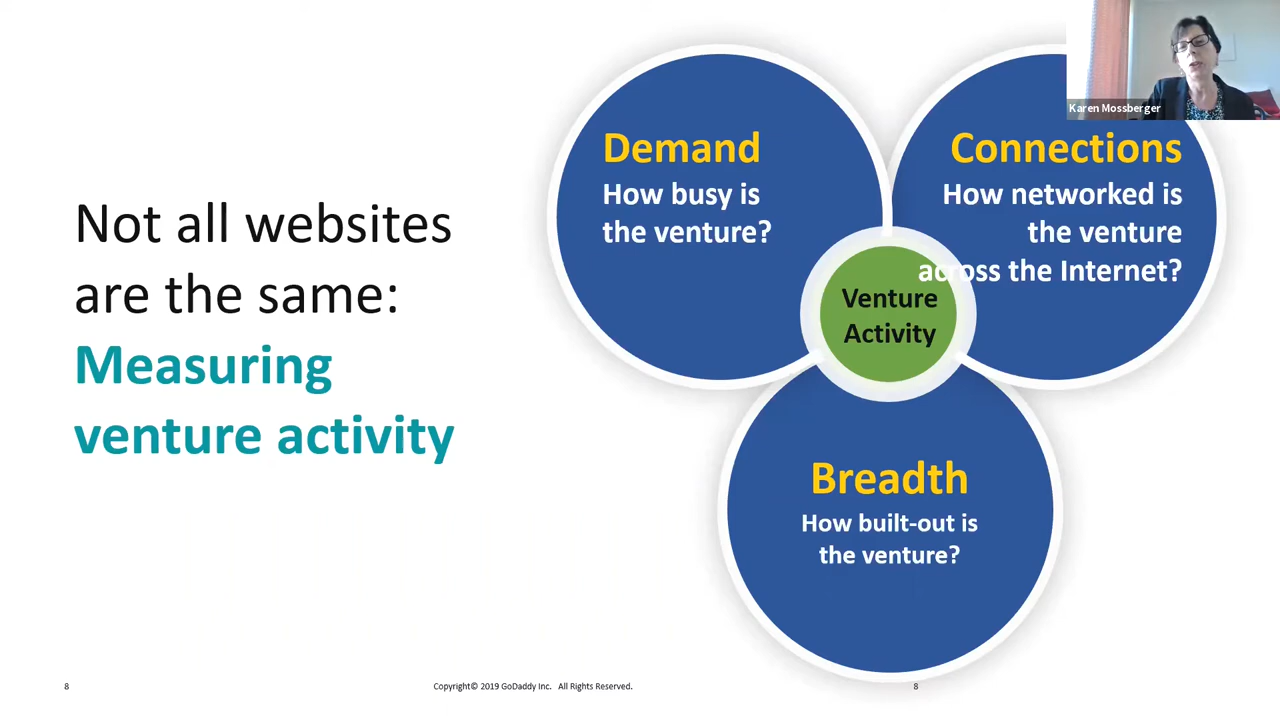 Not all websites
are the same:
Measuring
venture activity
Demand
How busy is
the venture?
Connections
How networked is
the venture
across the Internet?
Venture
Activity
Breadth
How built-out is
the venture?
Karen Mossberger
8
Copyright© 2019 GoDaddy Inc. All Rights Reserved.
8